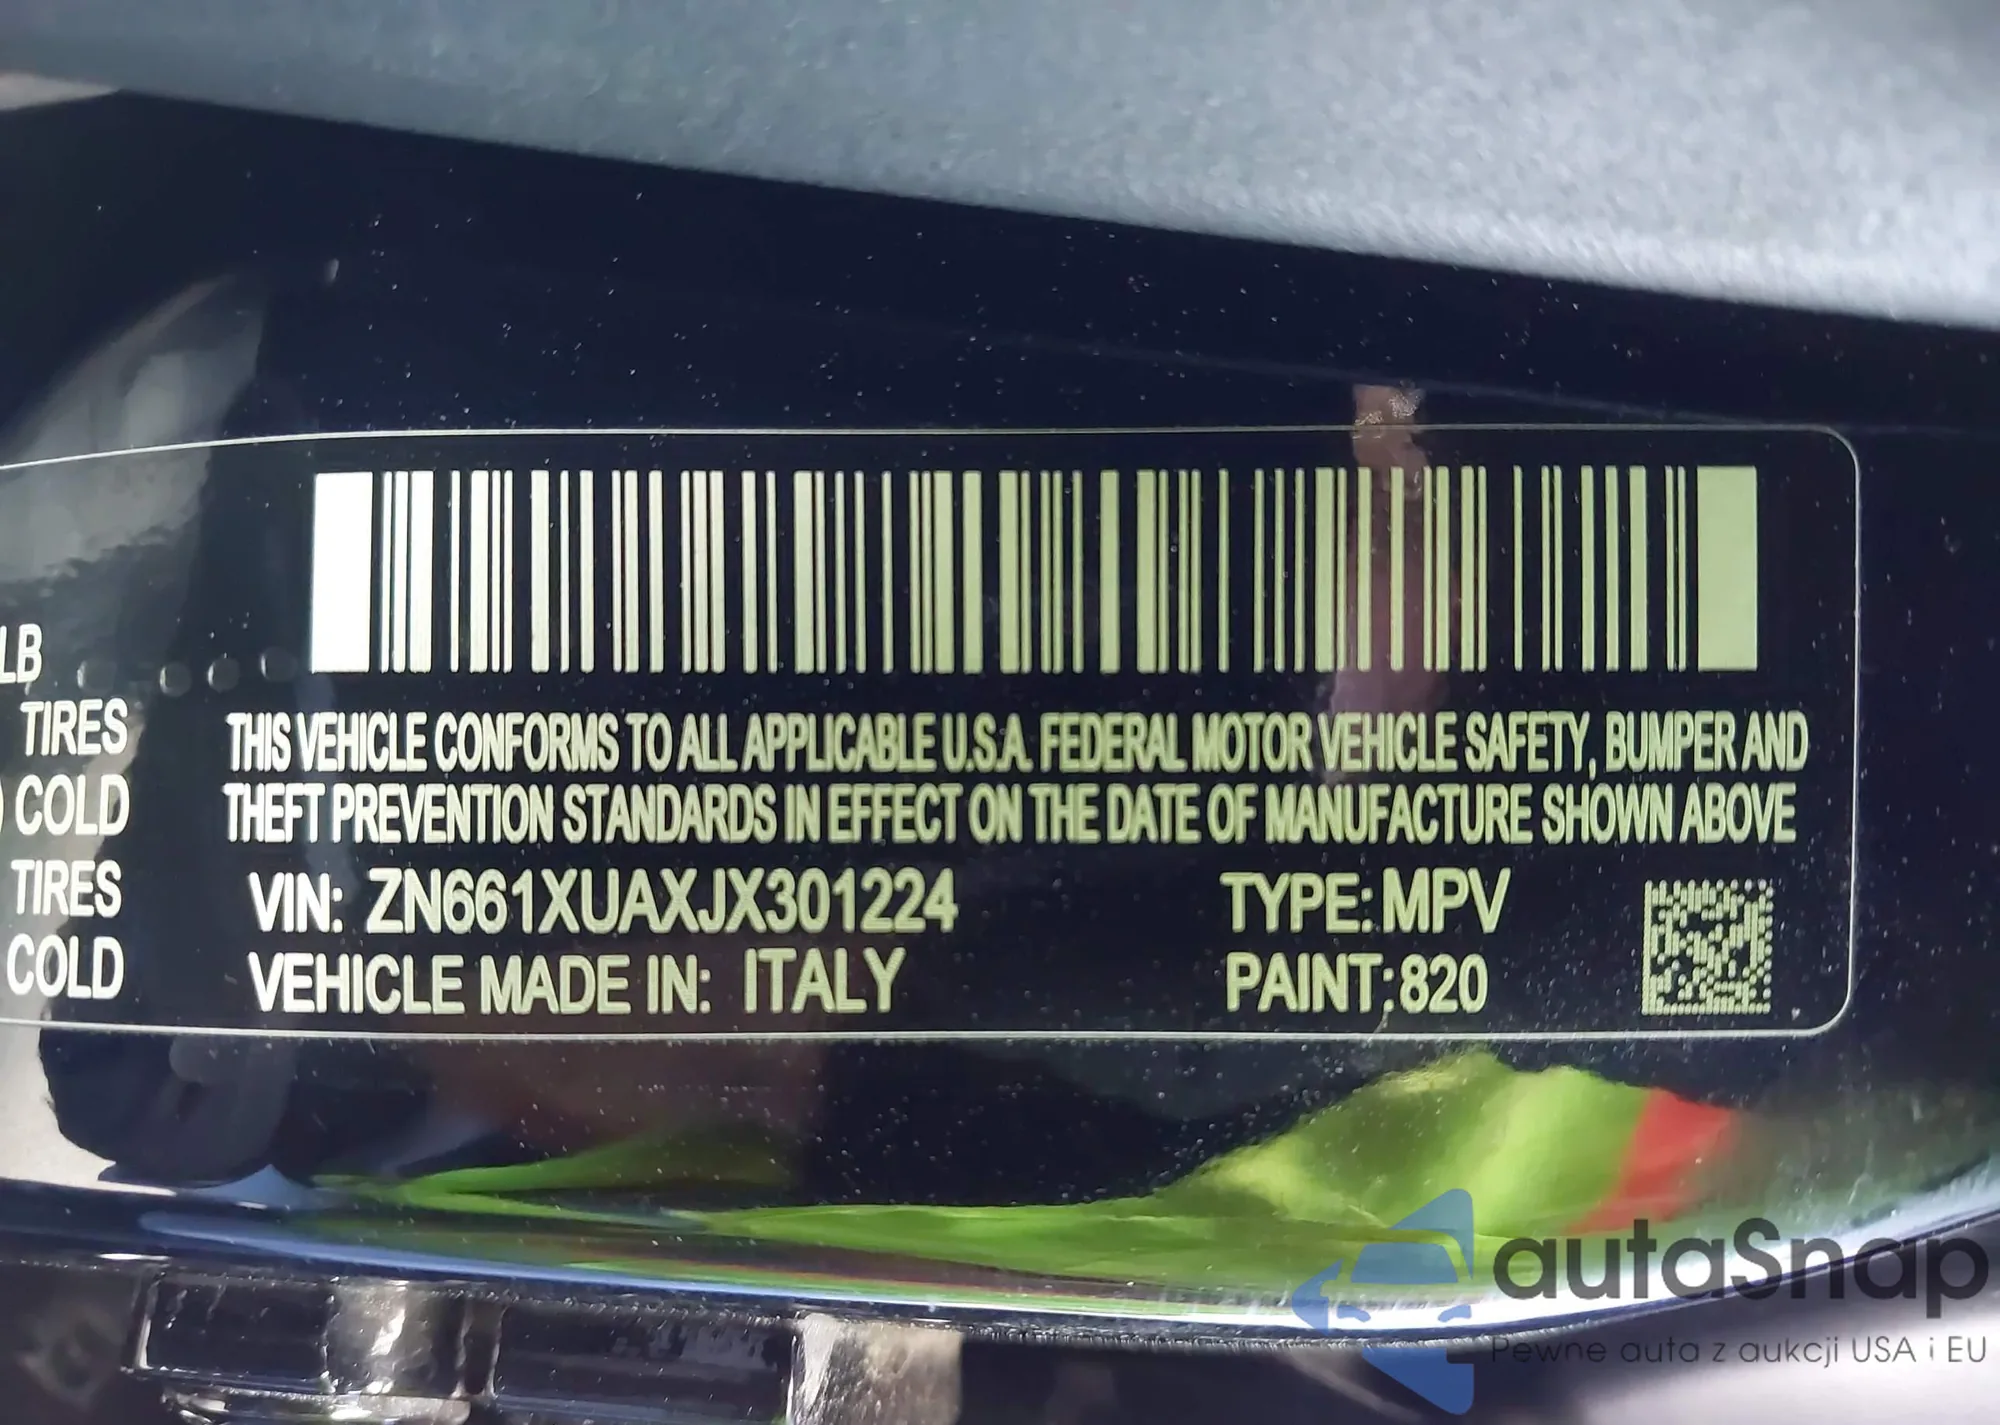 LB
TIRES
COLD
TIRES
COLD
THIS VEHICLE CONFORMS TO ALL APPLICABLE U.S.A. FEDERAL MOTOR VEHICLE SAFETY, BUMPER AND
THEFT PREVENTION STANDARDS IN EFFECT ON THE DATE OF MANUFACTURE SHOWN ABOVE
VIN: ZN661XUAXJX301224
TYPE: MPV
VEHICLE MADE IN: ITALY
PAINT: 820
autaSnap
Pewne auta z aukcji USA i EU